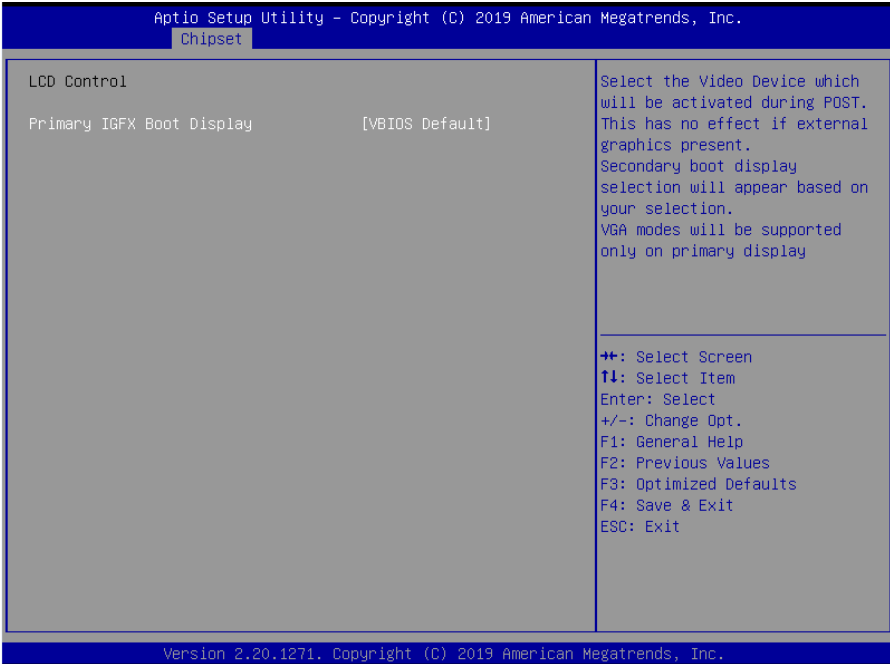 Aptio Setup Utility – Copyright (C) 2019 American Megatrends, Inc.
Chipset
LCD Control
Primary IGFX Boot Display [VBIOS Default]
Select the Video Device which
will be activated during POST.
This has no effect if external
graphics present.
Secondary boot display
selection will appear based on
your selection.
VGA modes will be supported
only on primary display
→←: Select Screen
↑↓: Select Item
Enter: Select
+/-: Change Opt.
F1: General Help
F2: Previous Values
F3: Optimized Defaults
F4: Save & Exit
ESC: Exit
Version 2.20.1271. Copyright (C) 2019 American Megatrends, Inc.